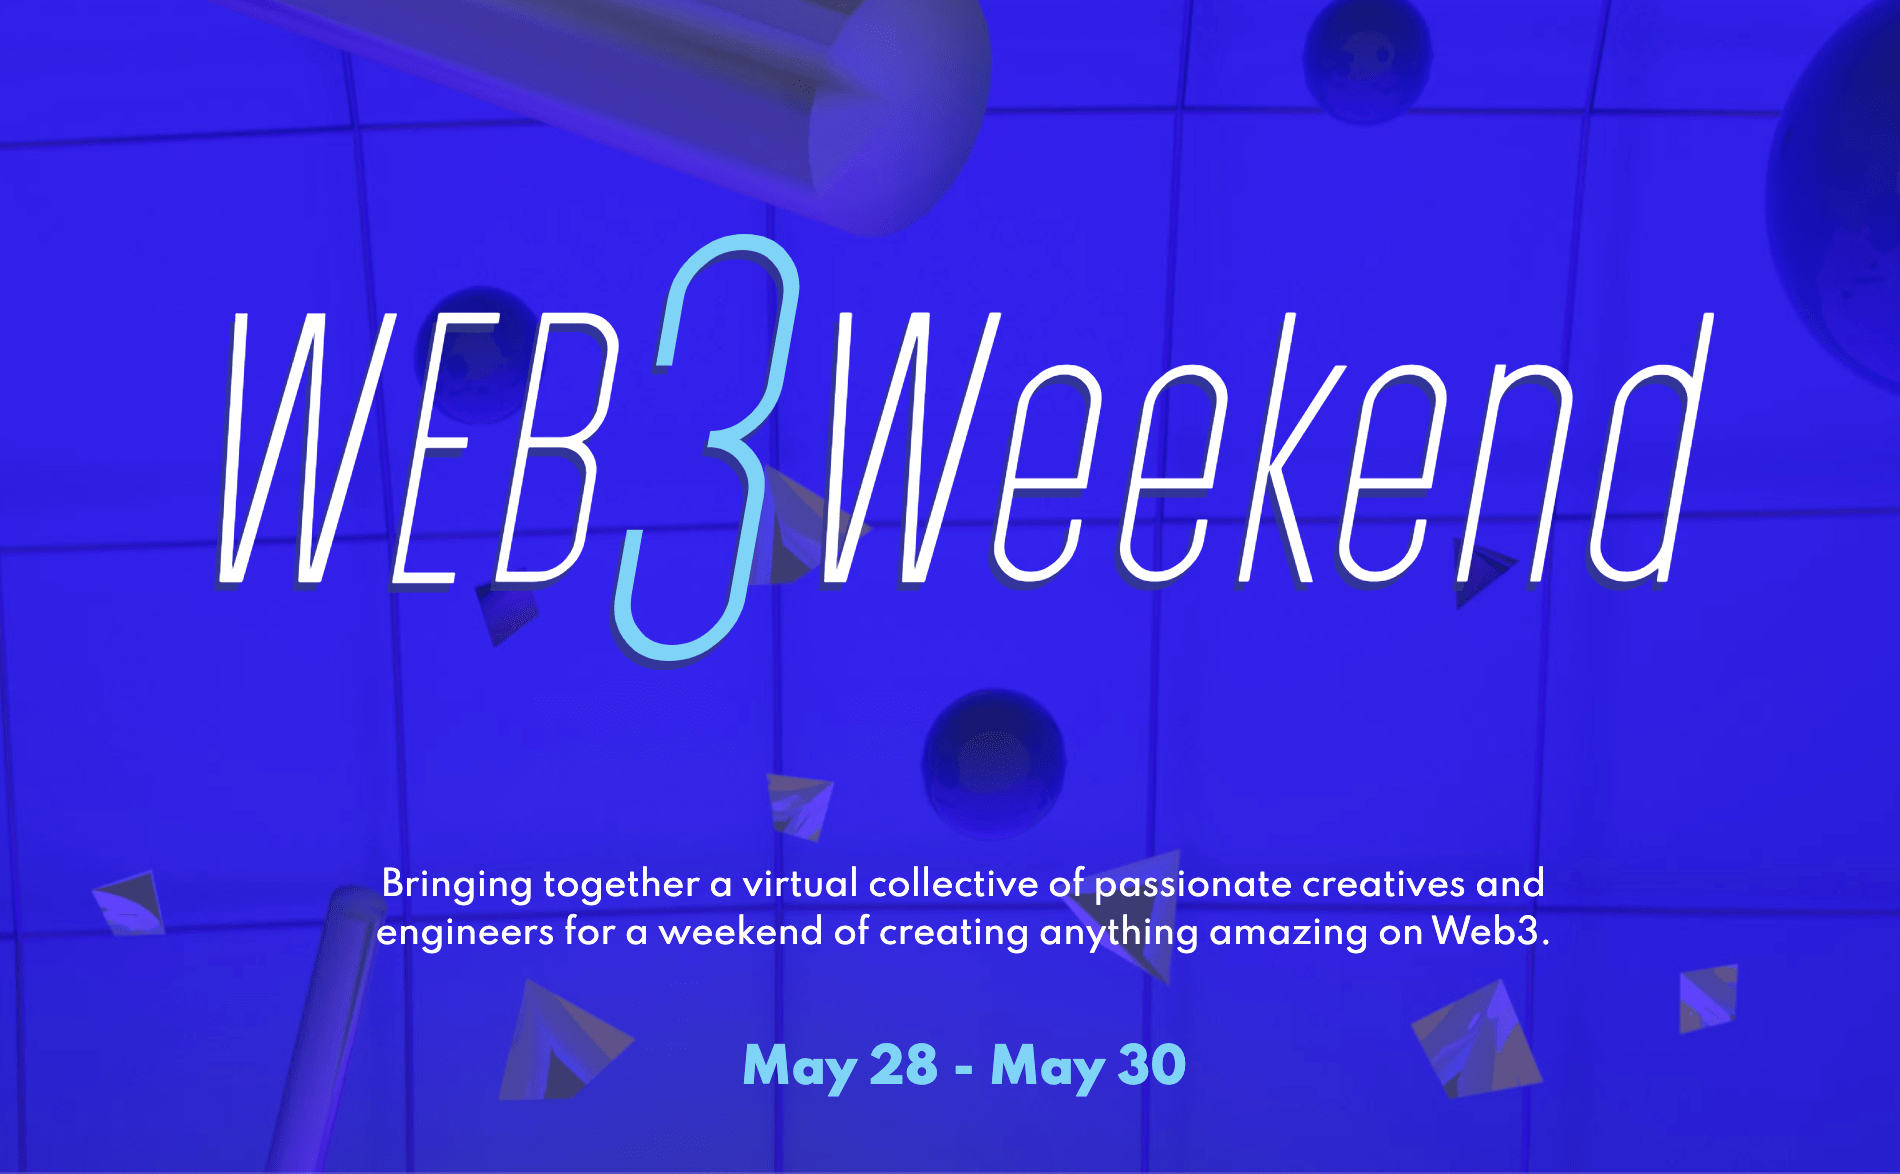 WEB3Weekend
Bringing together a virtual collective of passionate creatives and
engineers for a weekend of creating anything amazing on Web3.
May 28 - May 30